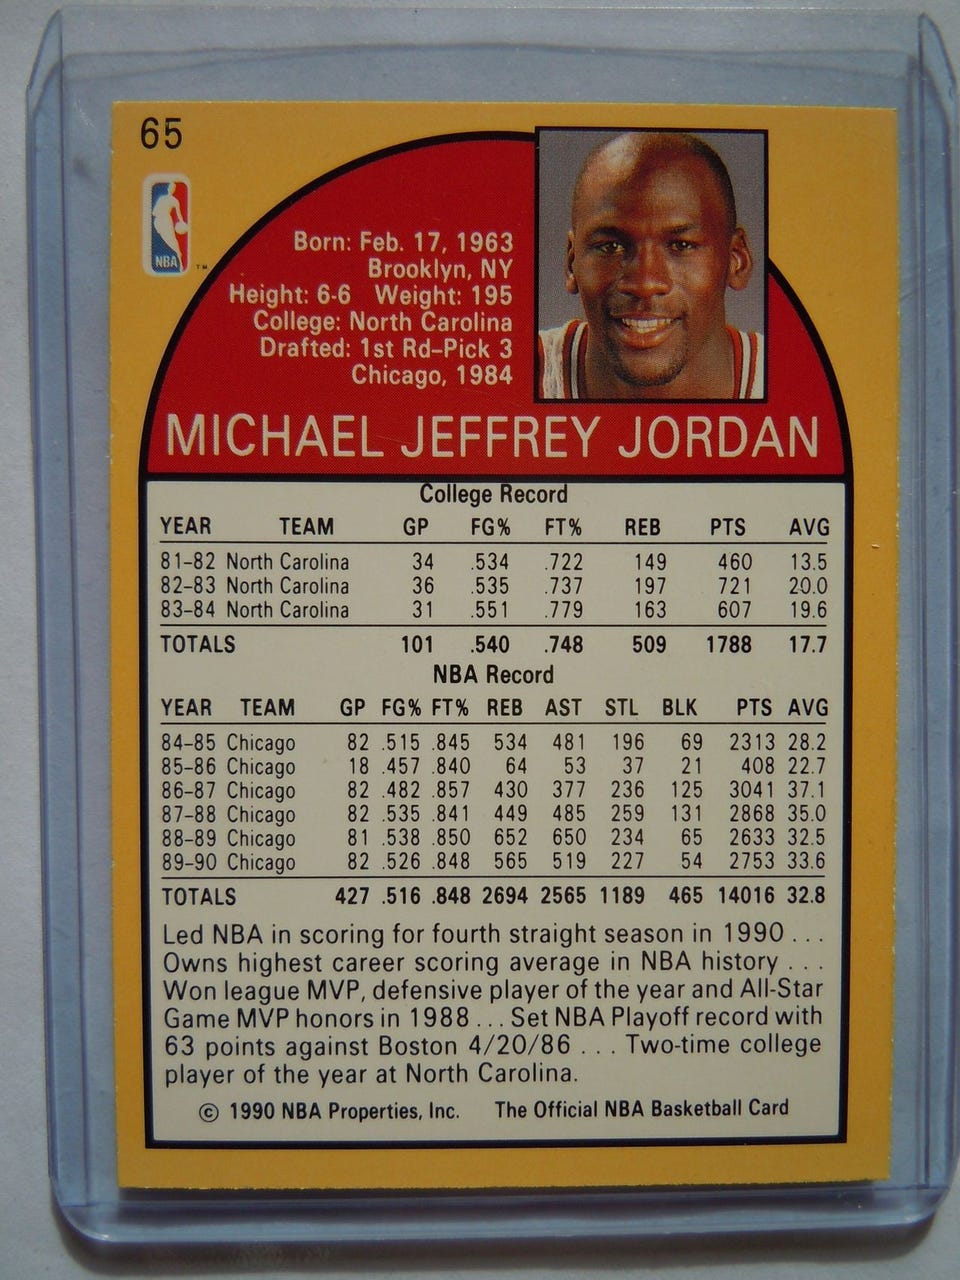 65
NBA
™
Born: Feb. 17, 1963
Brooklyn, NY
Height: 6-6 Weight: 195
College: North Carolina
Drafted: 1st Rd–Pick 3
Chicago, 1984
MICHAEL JEFFREY JORDAN
College Record
YEAR TEAM GP FG% FT% REB PTS AVG
81–82 North Carolina 34 .534 .722 149 460 13.5
82–83 North Carolina 36 .535 .737 197 721 20.0
83–84 North Carolina 31 .551 .779 163 607 19.6
TOTALS 101 .540 .748 509 1788 17.7
NBA Record
YEAR TEAM GP FG% FT% REB AST STL BLK PTS AVG
84–85 Chicago 82 .515 .845 534 481 196 69 2313 28.2
85–86 Chicago 18 .457 .840 64 53 37 21 408 22.7
86–87 Chicago 82 .482 .857 430 377 236 125 3041 37.1
87–88 Chicago 82 .535 .841 449 485 259 131 2868 35.0
88–89 Chicago 81 .538 .850 652 650 234 65 2633 32.5
89–90 Chicago 82 .526 .848 565 519 227 54 2753 33.6
TOTALS 427 .516 .848 2694 2565 1189 465 14016 32.8
Led NBA in scoring for fourth straight season in 1990 . . .
Owns highest career scoring average in NBA history . . .
Won league MVP, defensive player of the year and All-Star
Game MVP honors in 1988 . . . Set NBA Playoff record with
63 points against Boston 4/20/86 . . . Two-time college
player of the year at North Carolina.
© 1990 NBA Properties, Inc. The Official NBA Basketball Card